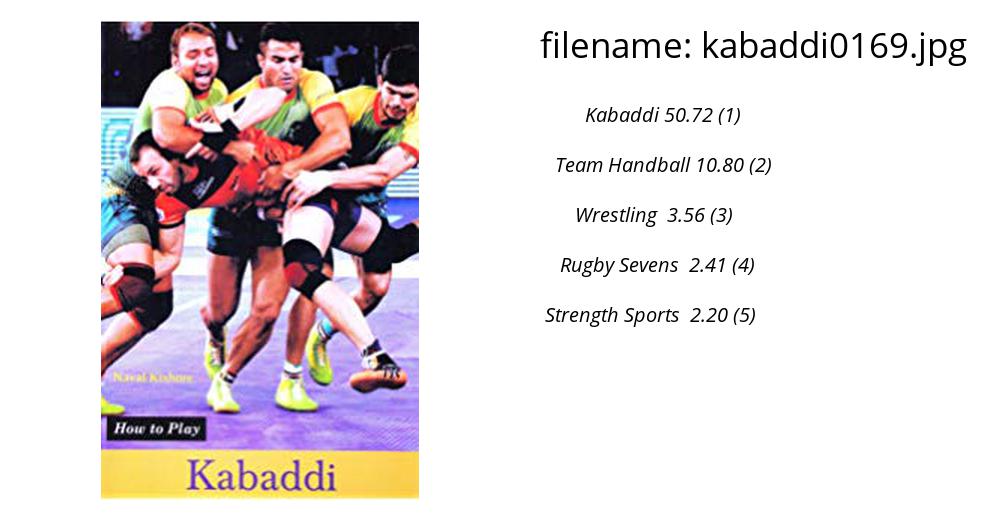 filename: kabaddi0169.jpg
Kabaddi 50.72 (1)
Team Handball 10.80 (2)
Wrestling 3.56 (3)
Rugby Sevens 2.41 (4)
Strength Sports 2.20 (5)
Naval Kishore
How to Play
Kabaddi